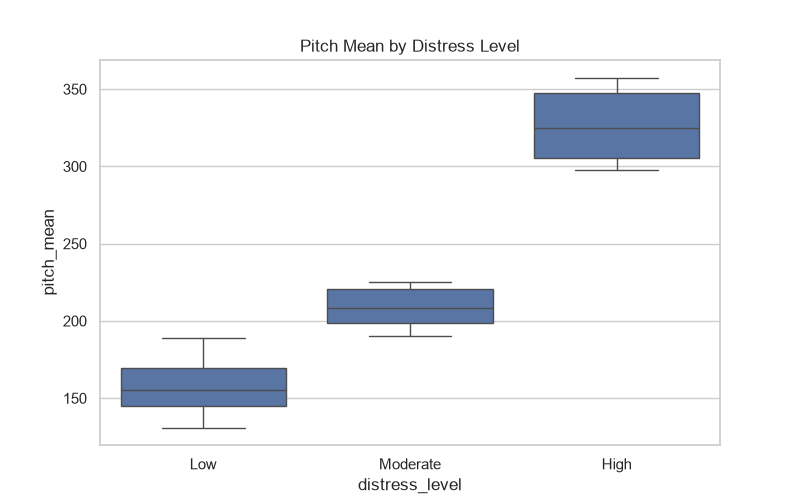 Pitch Mean by Distress Level
pitch_mean
350
300
250
200
150
Low Moderate High
distress_level